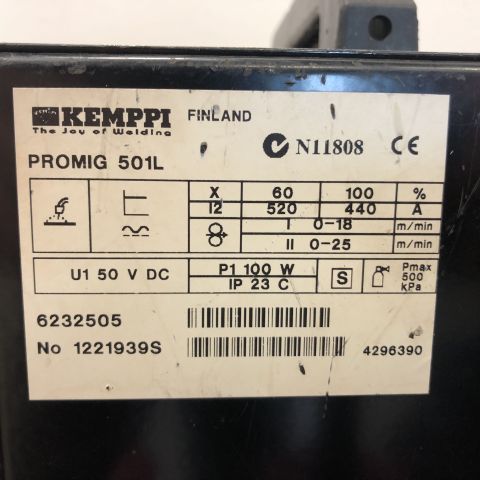 KEMPPI FINLAND
The Joy of Welding
N11808 CE
PROMIG 501L
X 60 100 %
I2 520 440 A
I 0-18 m/min
II 0-25 m/min
U1 50 V DC
P1 100 W
IP 23 C
S
Pmax
500
kPa
6232505
No 1221939S
4296390